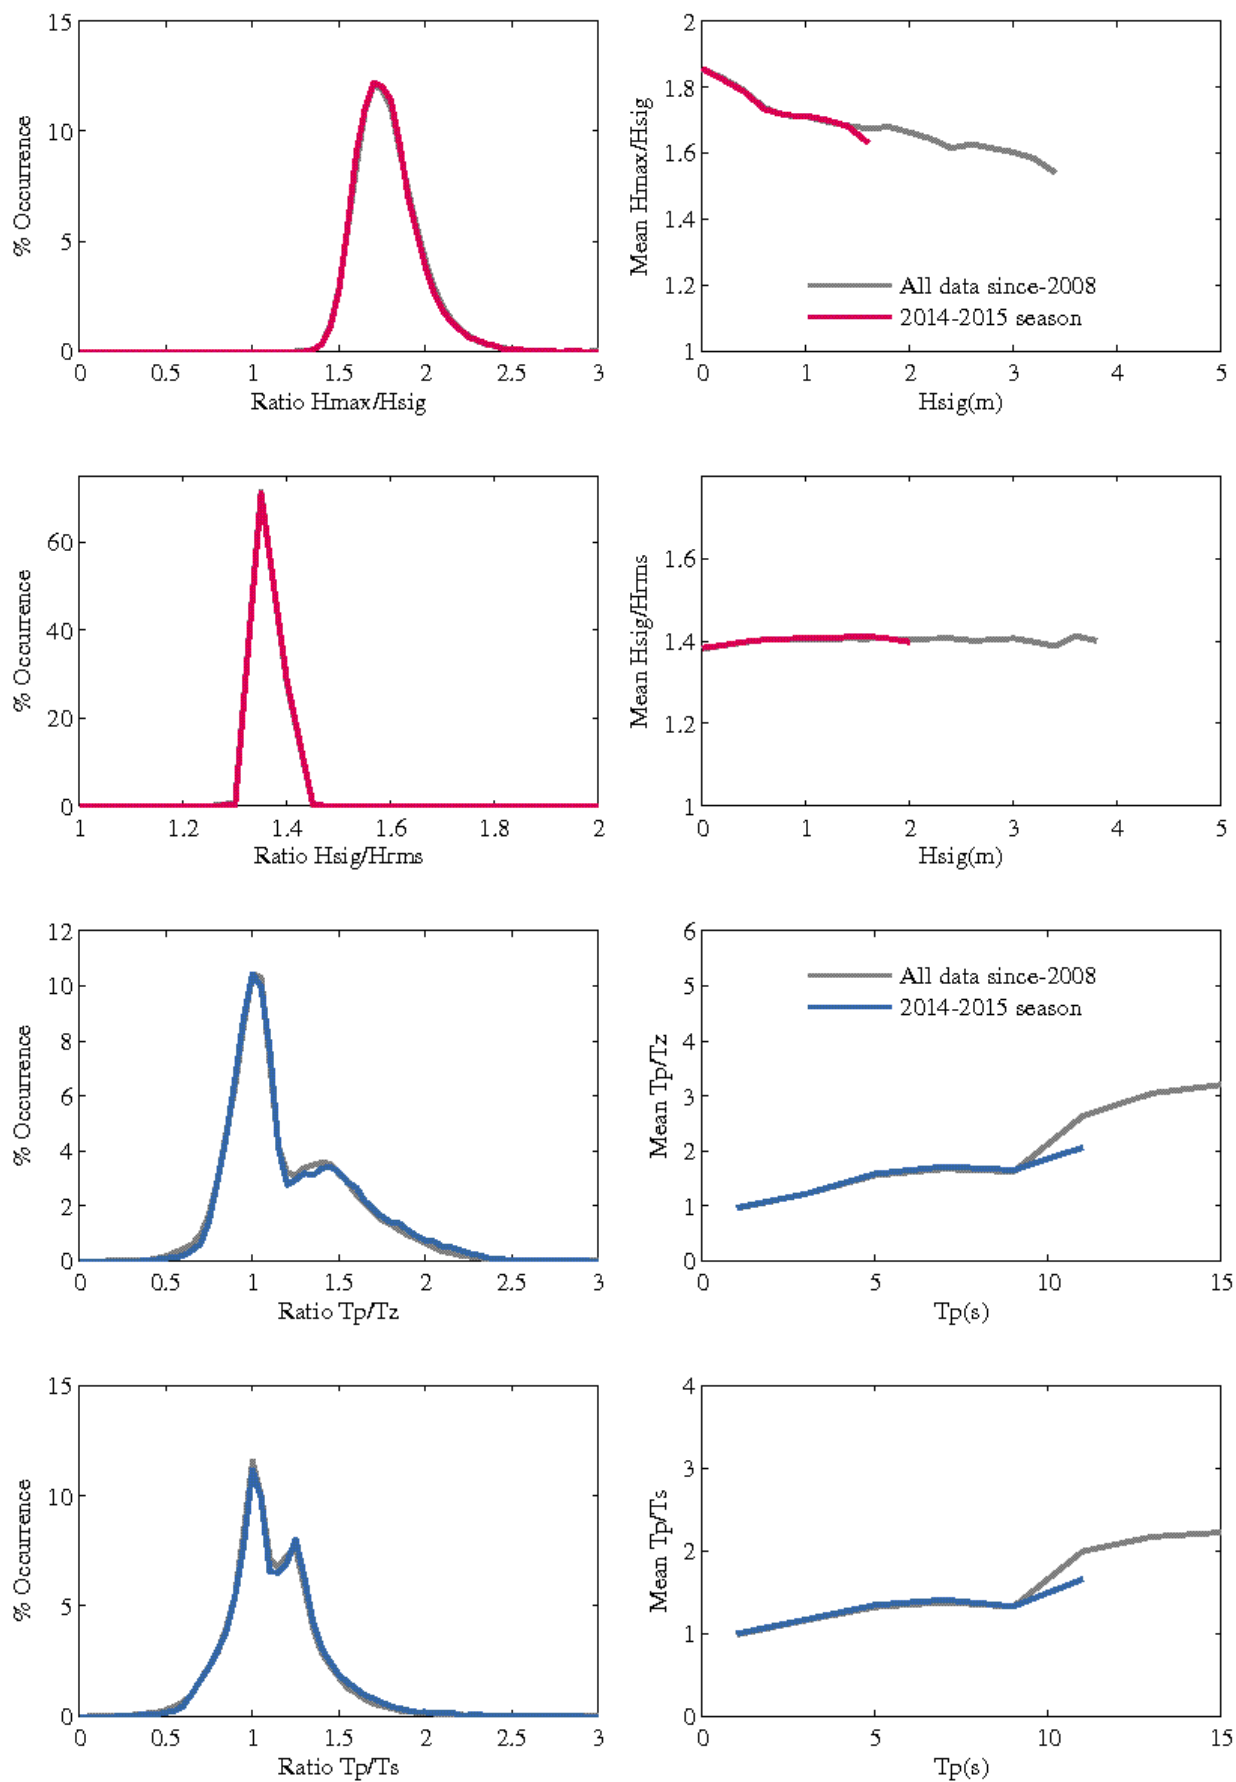 15
10
5
0
% Occurrence
0 0.5 1 1.5 2 2.5 3
Ratio Hmax/Hsig
2
1.8
1.6
1.4
1.2
1
Mean Hmax/Hsig
All data since-2008
2014-2015 season
0 1 2 3 4 5
Hsig(m)
60
40
20
0
% Occurrence
1 1.2 1.4 1.6 1.8 2
Ratio Hsig/Hrms
1.6
1.4
1.2
1
Mean Hsig/Hrms
0 1 2 3 4 5
Hsig(m)
12
10
8
6
4
2
0
% Occurrence
0 0.5 1 1.5 2 2.5 3
Ratio Tp/Tz
6
5
4
3
2
1
0
Mean Tp/Tz
All data since-2008
2014-2015 season
0 5 10 15
Tp(s)
15
10
5
0
% Occurrence
0 0.5 1 1.5 2 2.5 3
Ratio Tp/Ts
4
3
2
1
0
Mean Tp/Ts
0 5 10 15
Tp(s)